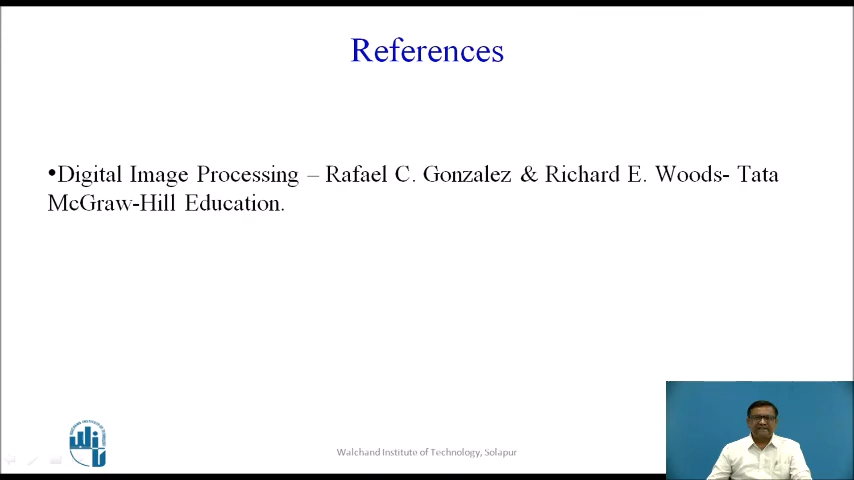 References
•Digital Image Processing – Rafael C. Gonzalez & Richard E. Woods- Tata
McGraw-Hill Education.
Walchand Institute of Technology, Solapur